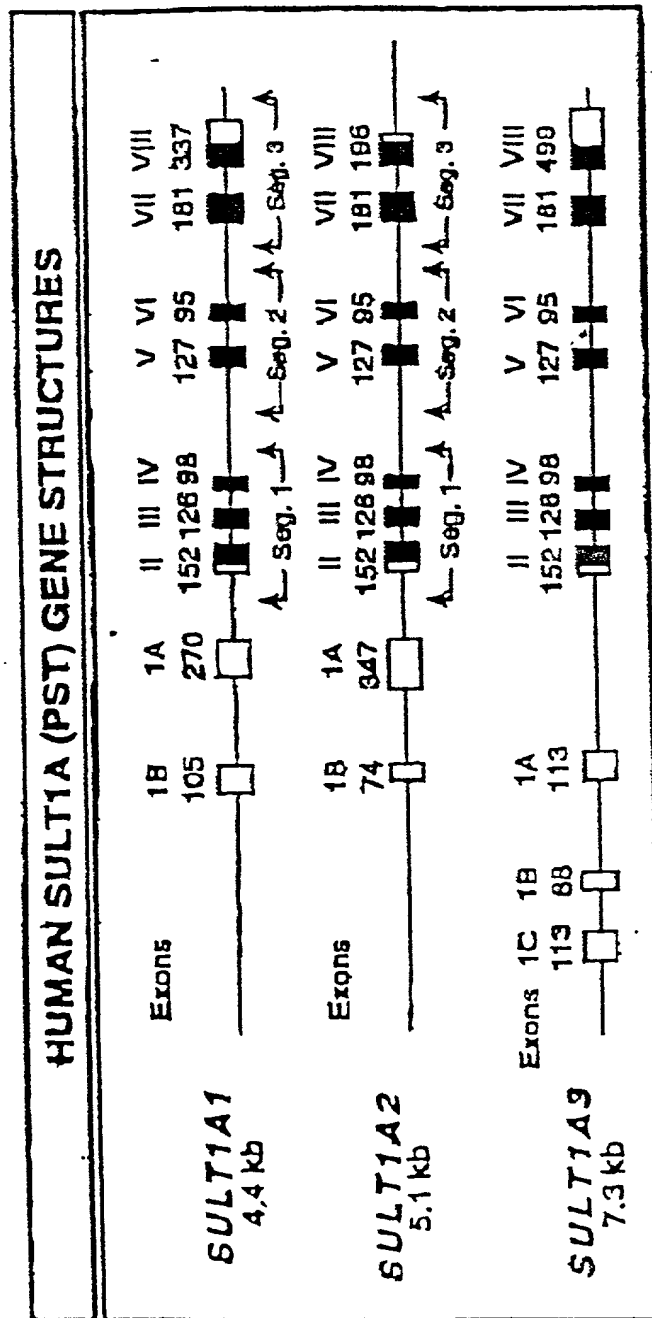 HUMAN SULT1A (PST) GENE STRUCTURES
Exons 1B 1A II III IV V VI VII VIII
105 270 152 126 98 127 95 181 337
SULT1A1
4,4 kb
Seg. 1 Seg. 2 Seg. 3
Exons 1B 1A II III IV V VI VII VIII
74 347 152 128 98 127 95 181 196
SULT1A2
5.1 kb
Seg. 1 Seg. 2 Seg. 3
Exons 1C 1B 1A II III IV V VI VII VIII
113 88 113 152 128 98 127 95 181 499
SULT1A3
7.3 kb